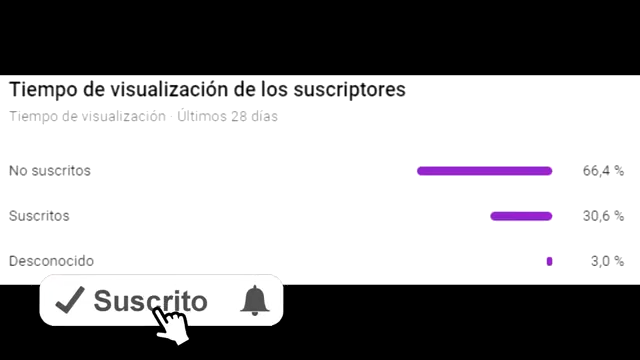 Tiempo de visualización de los suscriptores
Tiempo de visualización · Últimos 28 días
No suscritos 66,4 %
Suscritos 30,6 %
Desconocido 3,0 %
Suscrito